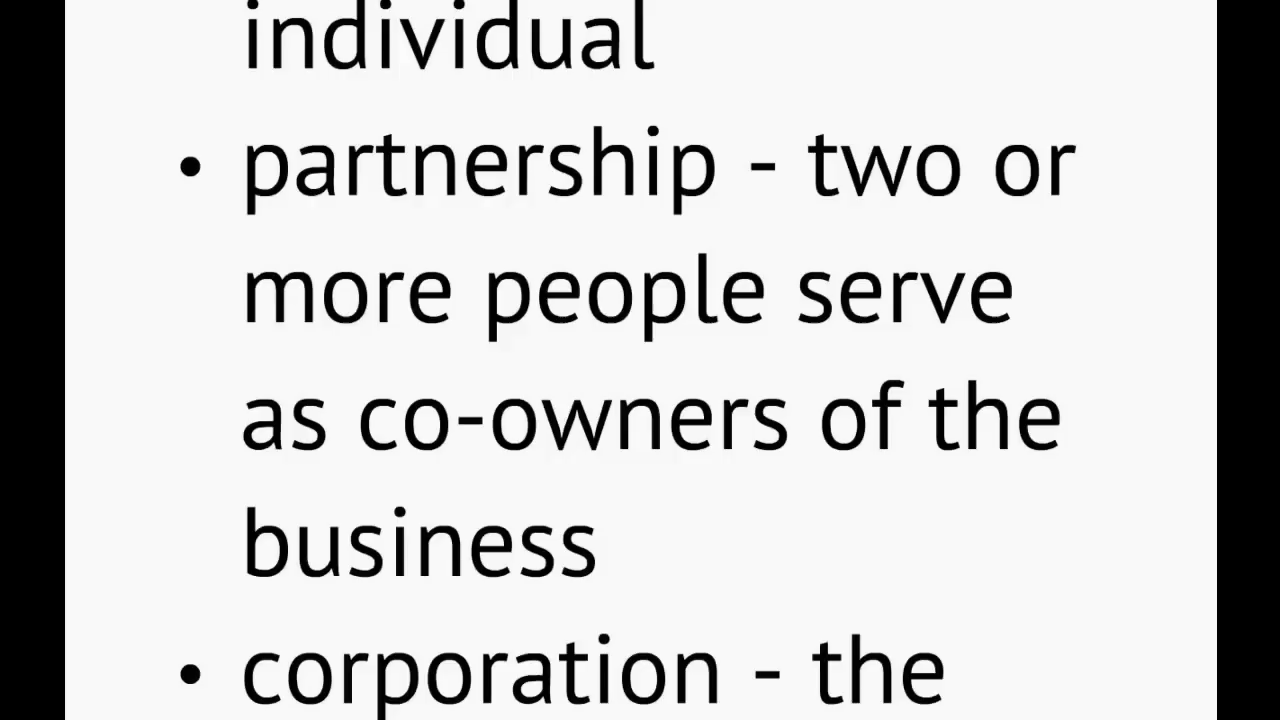 individual
• partnership - two or
more people serve
as co-owners of the
business
• corporation - the